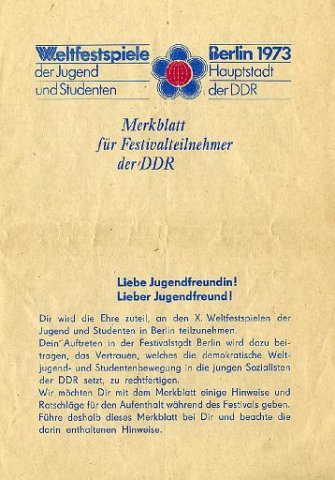 Weltfestspiele Berlin 1973
der Jugend Hauptstadt
und Studenten der DDR
Merkblatt
für Festivalteilnehmer
der DDR
Liebe Jugendfreundin!
Lieber Jugendfreund!
Dir wird die Ehre zuteil, an den X. Weltfestspielen der
Jugend und Studenten in Berlin teilzunehmen.
Dein Auftreten in der Festivalstadt Berlin wird dazu bei-
tragen, das Vertrauen, welches die demokratische Welt-
jugend- und Studentenbewegung in die jungen Sozialisten
der DDR setzt, zu rechtfertigen.
Wir möchten Dir mit dem Merkblatt einige Hinweise und
Ratschläge für den Aufenthalt während des Festivals geben.
Führe deshalb dieses Merkblatt bei Dir und beachte die
darin enthaltenen Hinweise.